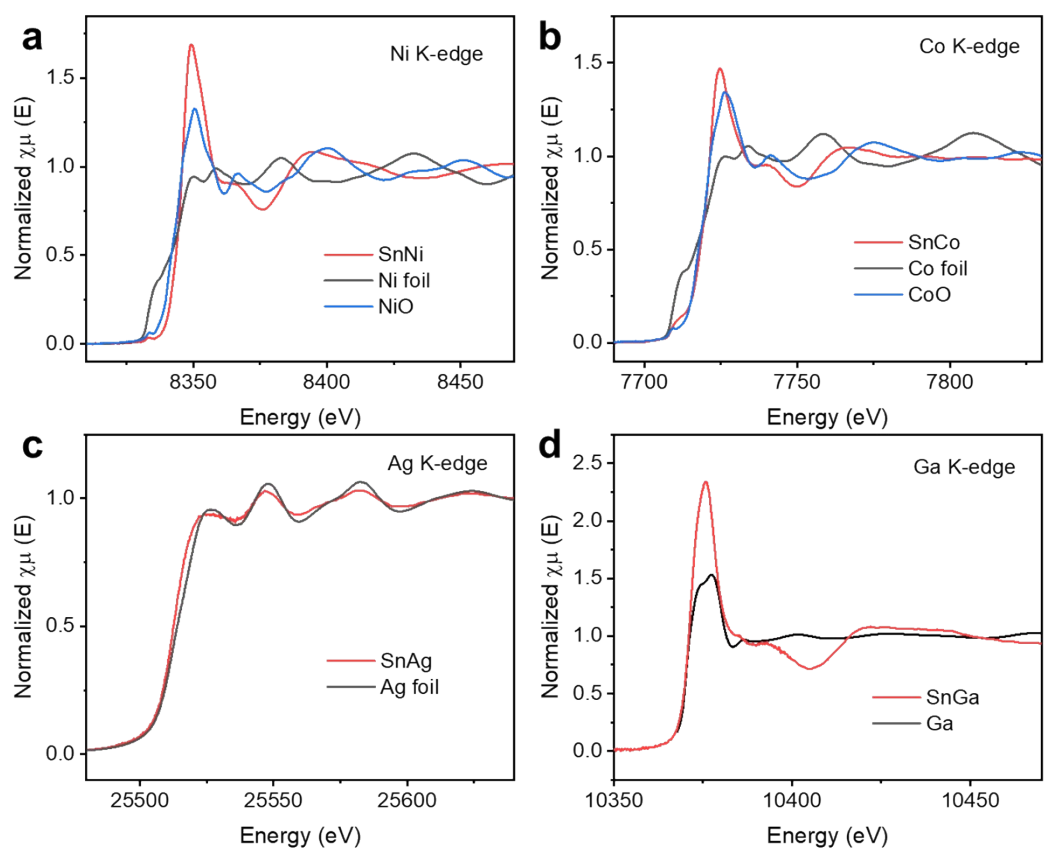 a
Ni K-edge
Normalized χμ (E)
1.5
1.0
0.5
0.0
SnNi
Ni foil
NiO
8350
8400
8450
Energy (eV)
b
Co K-edge
Normalized χμ (E)
1.5
1.0
0.5
0.0
SnCo
Co foil
CoO
7700
7750
7800
Energy (eV)
c
Ag K-edge
Normalized χμ (E)
1.0
0.5
0.0
SnAg
Ag foil
25500
25550
25600
Energy (eV)
d
Ga K-edge
Normalized χμ (E)
2.5
2.0
1.5
1.0
0.5
0.0
SnGa
Ga
10350
10400
10450
Energy (eV)